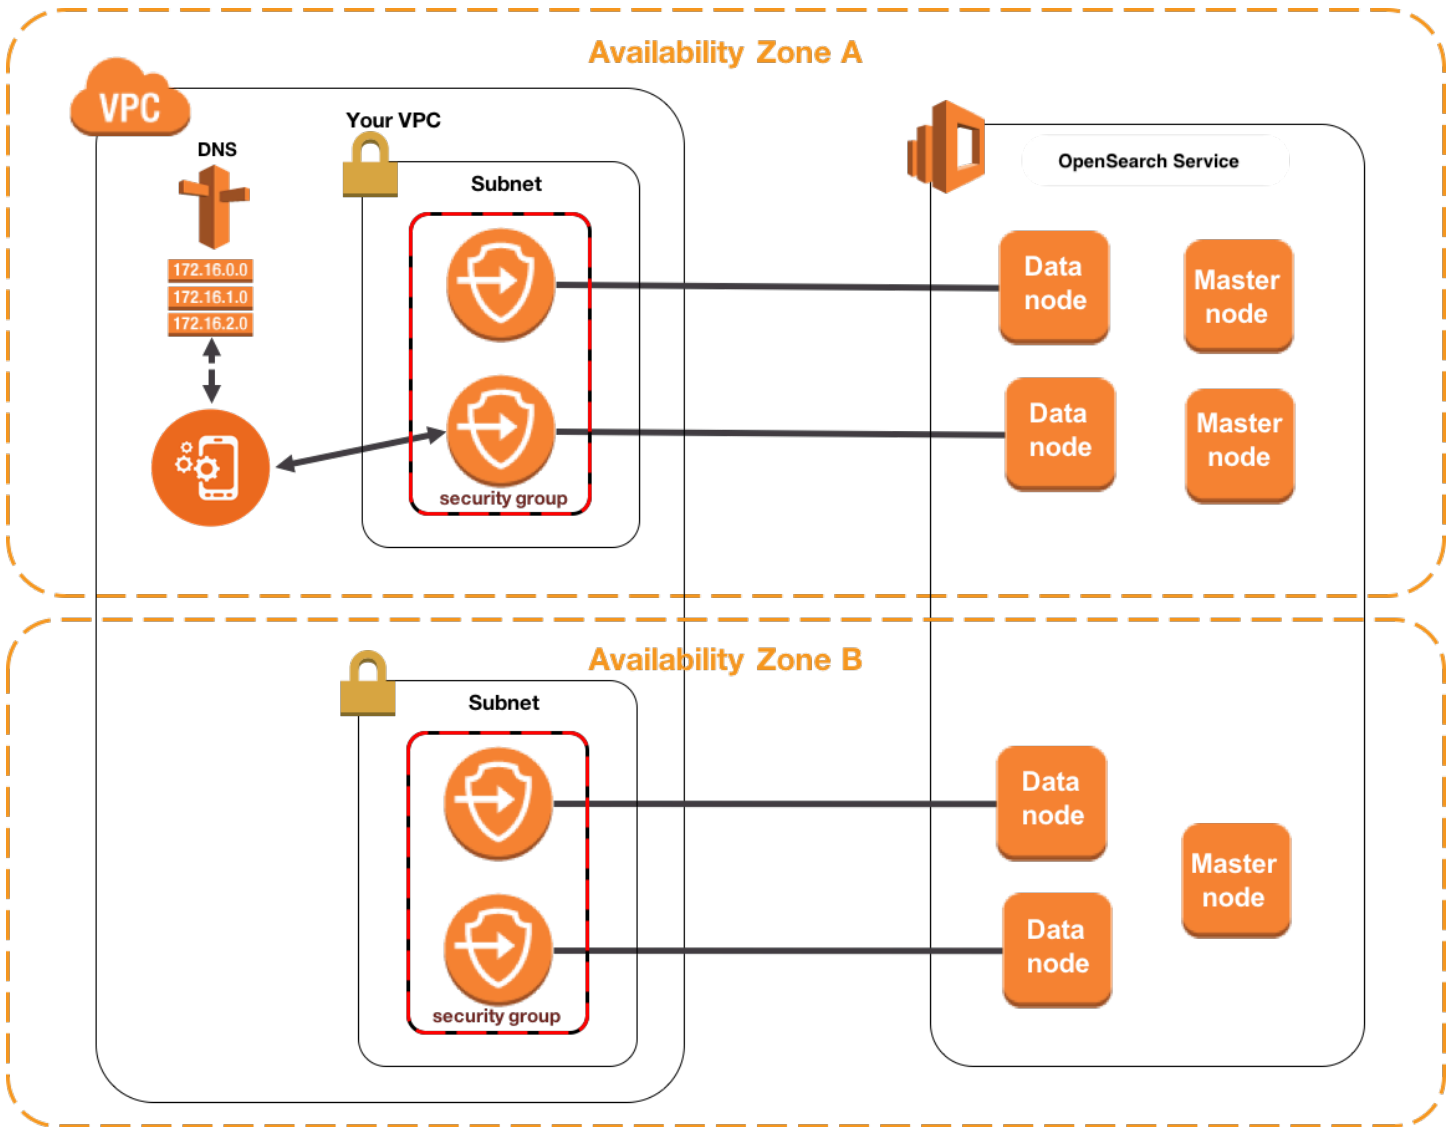 Availability Zone A
VPC
Your VPC
DNS
OpenSearch Service
Subnet
172.16.0.0
172.16.1.0
172.16.2.0
Data
node
Master
node
Data
node
Master
node
security group
Availability Zone B
Subnet
Data
node
Master
node
Data
node
security group